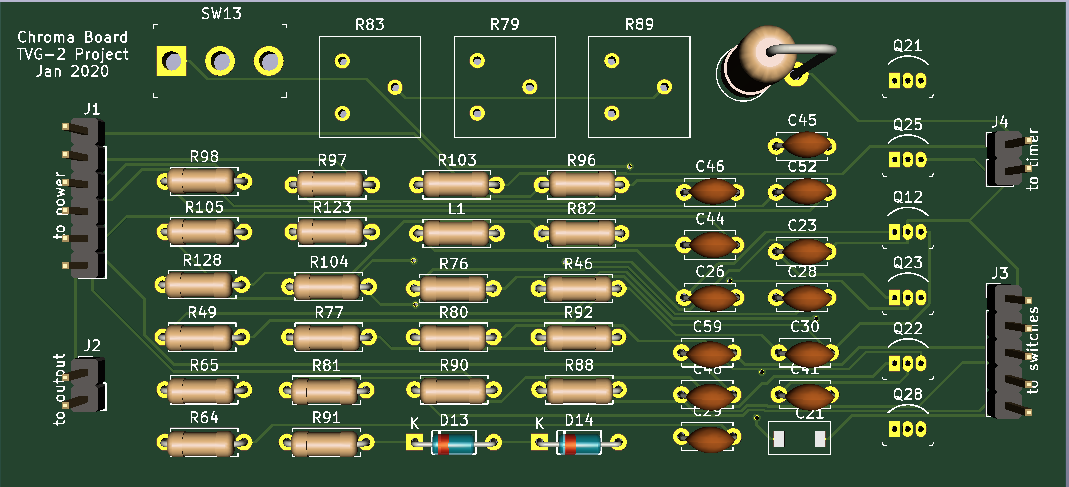 SW13
Chroma Board
TVG-2 Project
Jan 2020
R83
R79
R89
Q21
J1
C45
Q25
J4
R98
R97
R103
R96
C46
C52
to timer
to power
R105
R123
L1
R82
C44
C23
Q12
R128
R104
R76
R46
C26
C28
Q23
J3
R49
R77
R80
R92
C59
C30
Q22
J2
to output
to switches
R65
R81
R90
R88
C48
C41
Q28
R64
R91
K
D13
K
D14
C29
C21